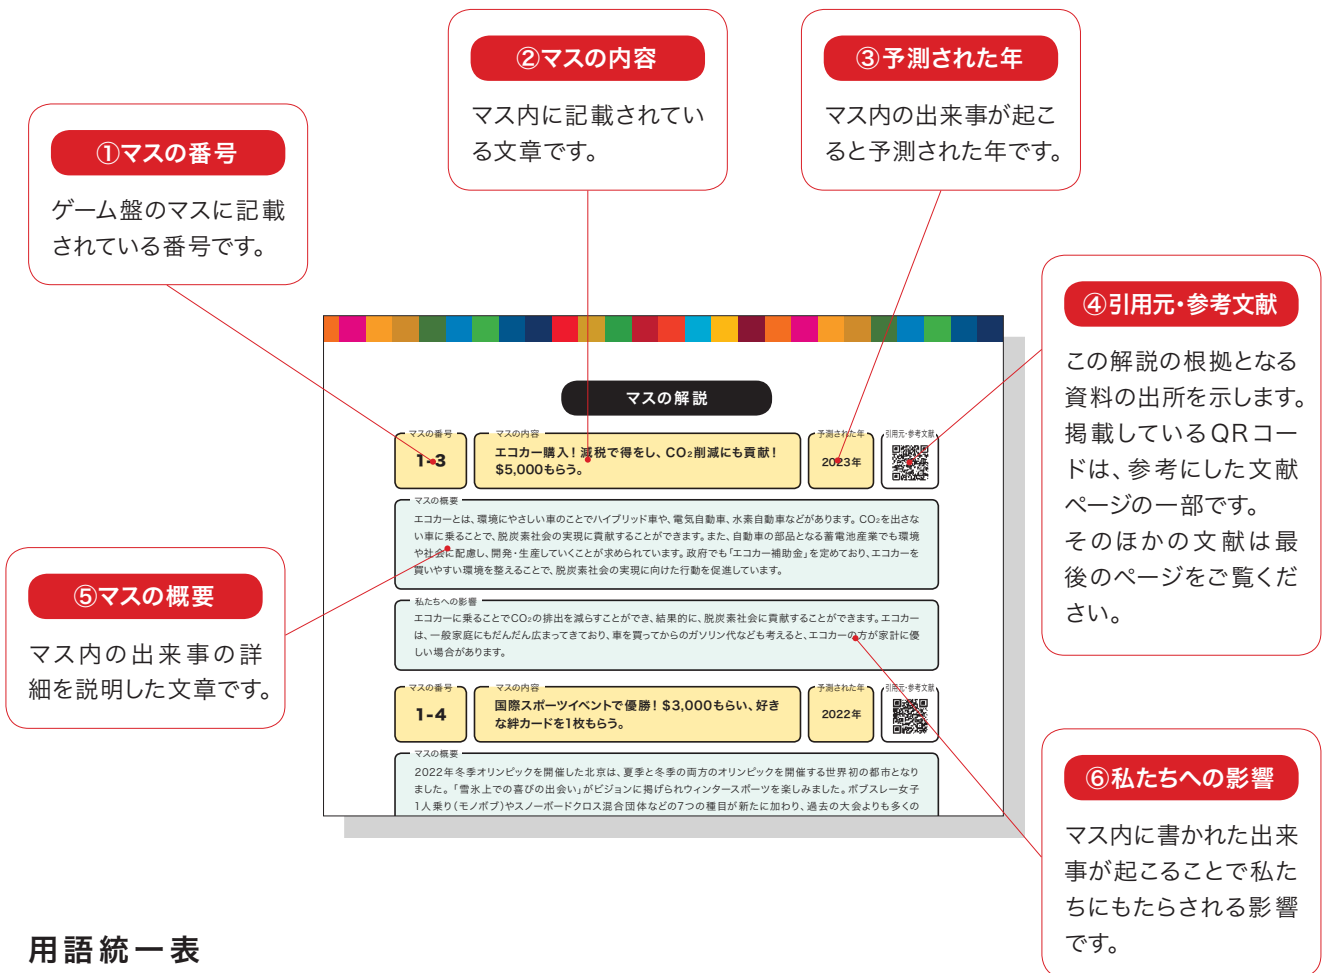 ①マスの番号
ゲーム盤のマスに記載
されている番号です。
②マスの内容
マス内に記載されてい
る文章です。
③予測された年
マス内の出来事が起こ
ると予測された年です。
④引用元・参考文献
この解説の根拠となる
資料の出所を示します。
掲載しているQRコー
ドは、参考にした文献
ページの一部です。
そのほかの文献は最
後のページをご覧くだ
さい。
⑤マスの概要
マス内の出来事の詳
細を説明した文章です。
⑥私たちへの影響
マス内に書かれた出来
事が起こることで私た
ちにもたらされる影響
です。
マスの解説
マスの番号
1-3
マスの内容
エコカー購入！減税で得をし、CO₂削減にも貢献！
$5,000もらう。
予測された年
2023年
引用元・参考文献
マスの概要
エコカーとは、環境にやさしい車のことでハイブリッド車や、電気自動車、水素自動車などがあります。CO₂を出さな
い車に乗ることで、脱炭素社会の実現に貢献することができます。また、自動車の部品となる蓄電池産業でも環境
や社会に配慮し、開発・生産していくことが求められています。政府でも「エコカー補助金」を定めており、エコカーを
買いやすい環境を整えることで、脱炭素社会の実現に向けた行動を促進しています。
私たちへの影響
エコカーに乗ることでCO₂の排出を減らすことができ、結果的に、脱炭素社会に貢献することができます。エコカー
は、一般家庭にもだんだん広まってきており、車を買ってからのガソリン代なども考えると、エコカーの方が家計に優
しい場合があります。
マスの番号
1-4
マスの内容
国際スポーツイベントで優勝！$3,000もらい、好き
な絆カードを1枚もらう。
予測された年
2022年
引用元・参考文献
マスの概要
2022年冬季オリンピックを開催した北京は、夏季と冬季の両方のオリンピックを開催する世界初の都市となり
ました。「雪氷上での喜びの出会い」がビジョンに掲げられウィンタースポーツを楽しみました。ボブスレー女子
1人乗り（モノボブ）やスノーボードクロス混合団体などの7つの種目が新たに加わり、過去の大会よりも多くの
用語統一表